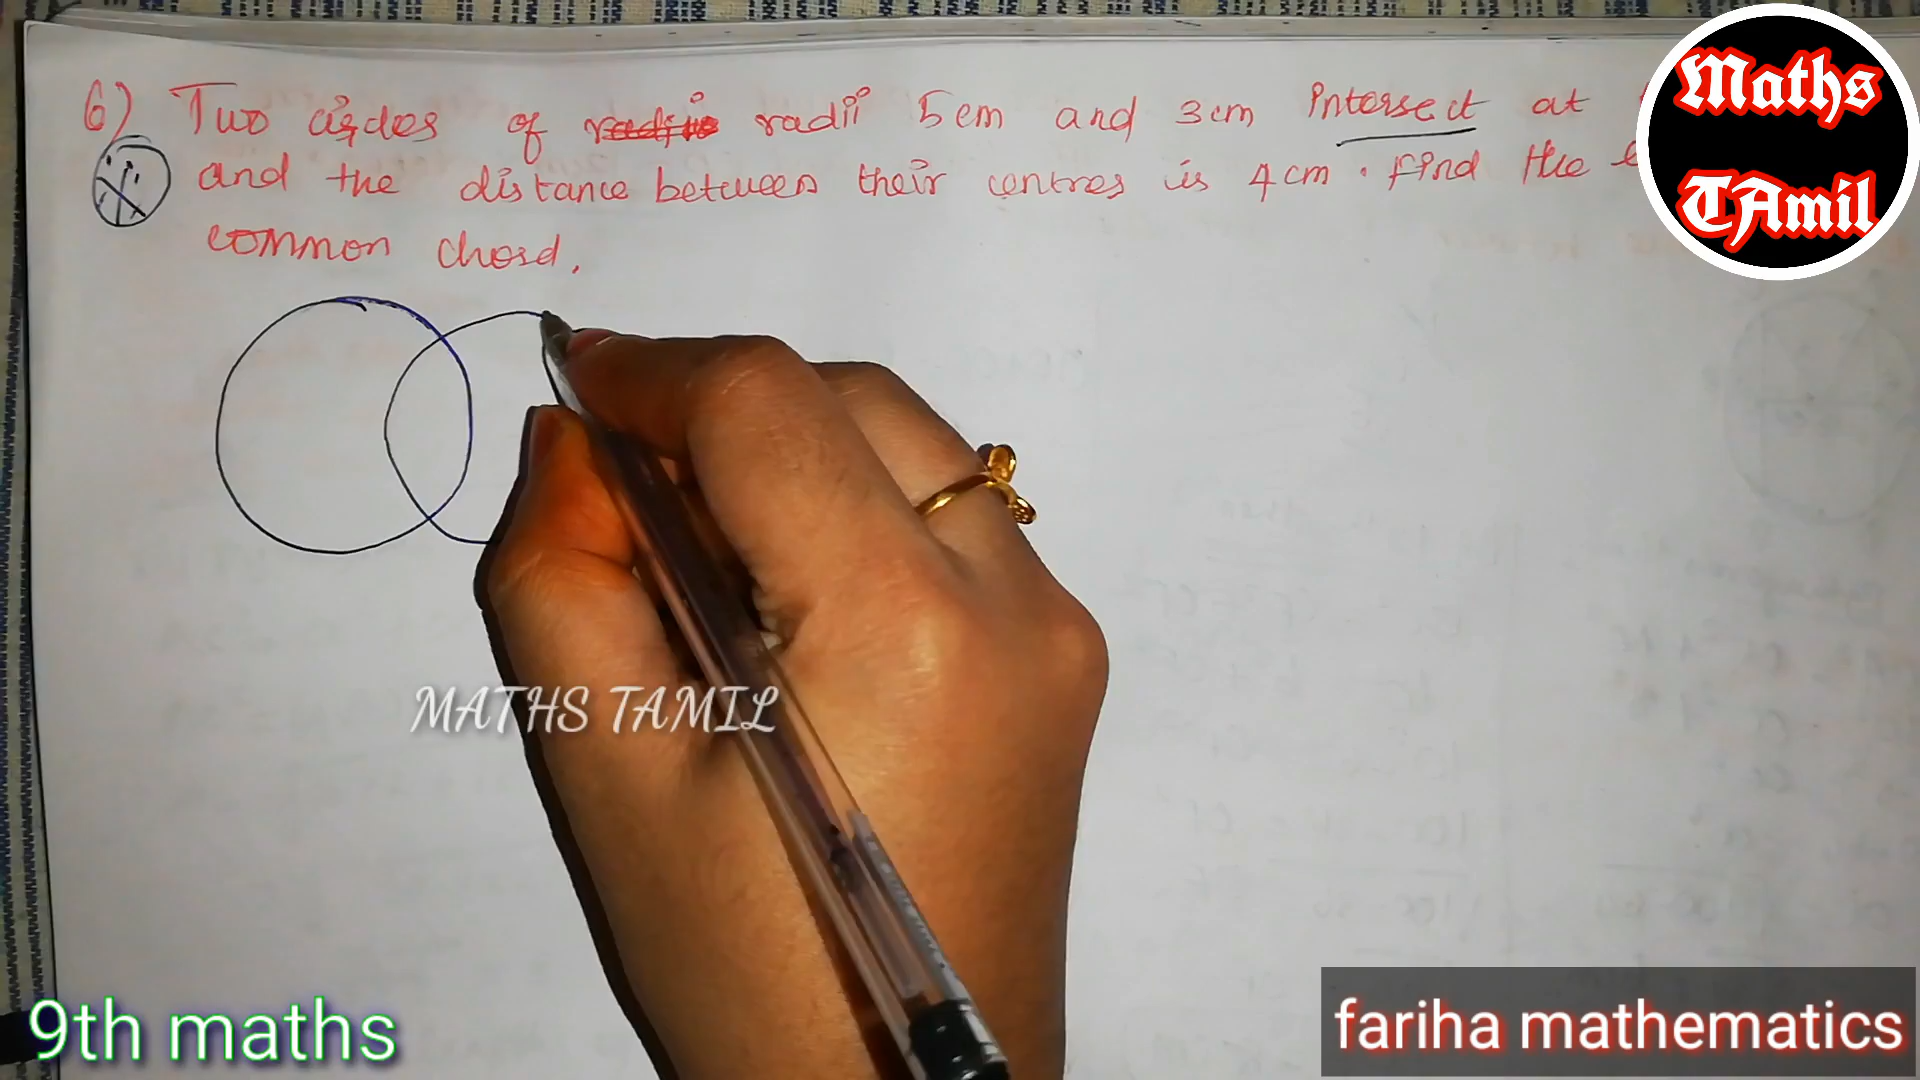 6) Two circles of radii 5cm and 3cm intersect at
and the distance between their centres is 4cm. Find the
common chord.
Maths
TAmil
MATHS TAMIL
9th maths
fariha mathematics